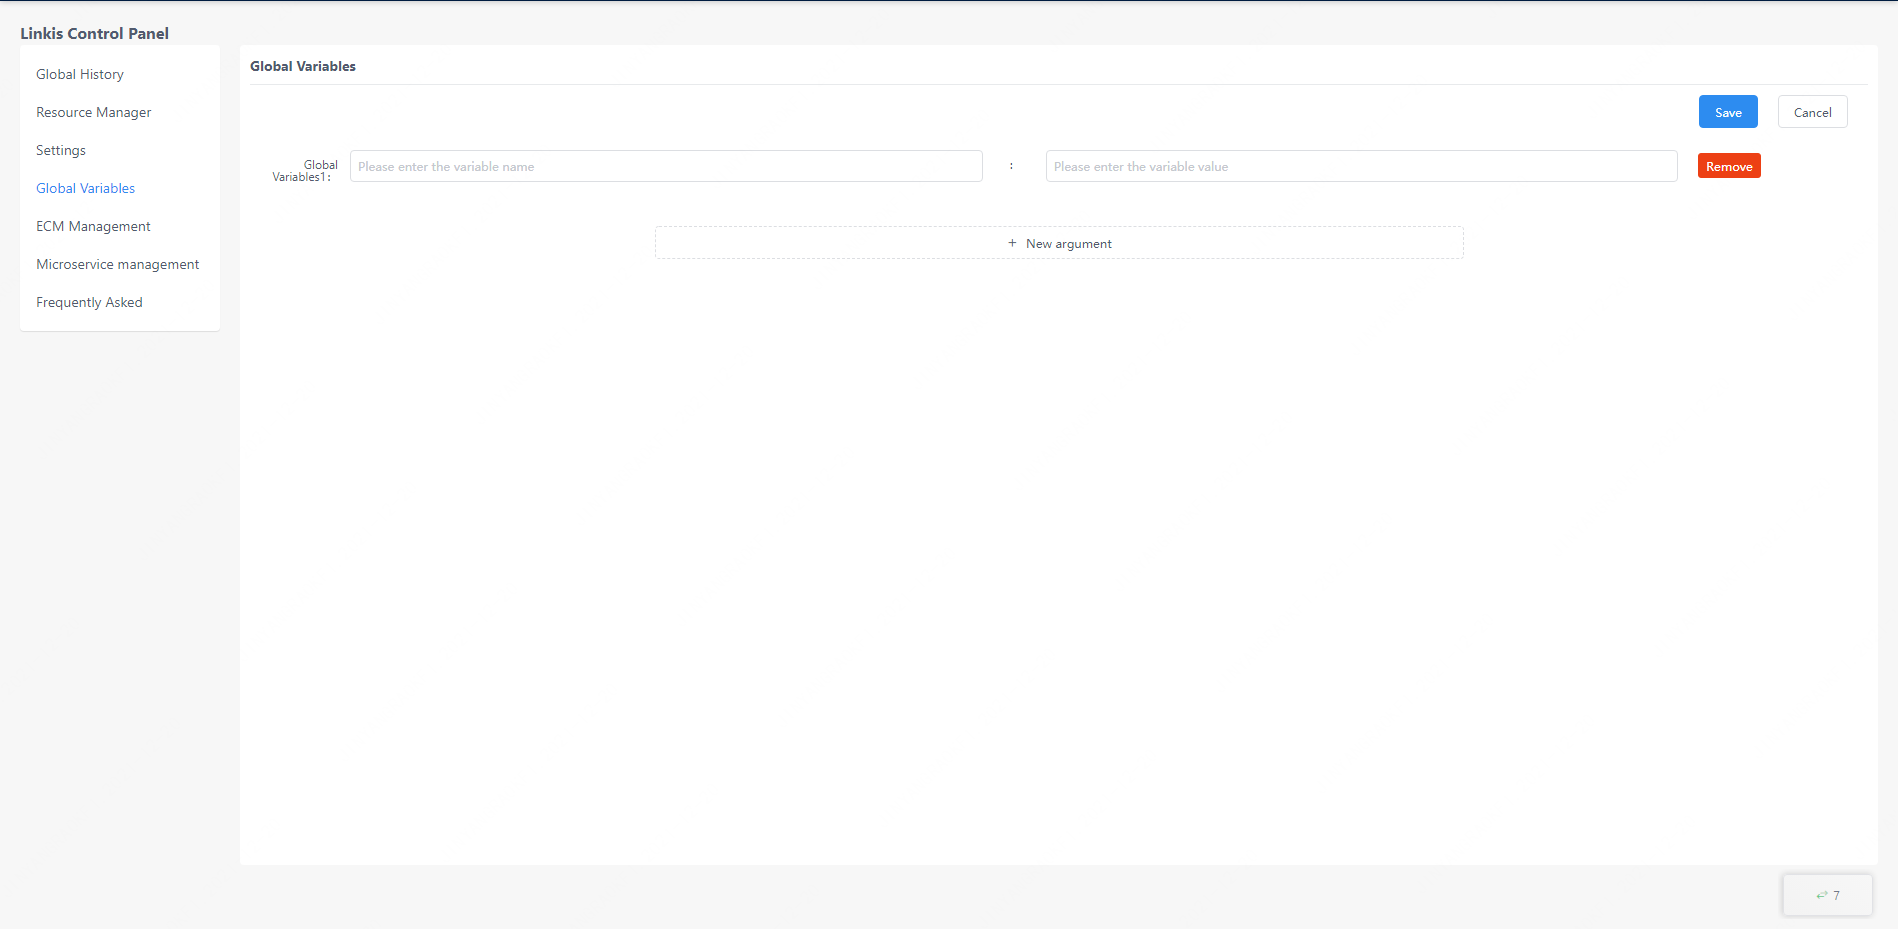 Linkis Control Panel
Global History
Resource Manager
Settings
Global Variables
ECM Management
Microservice management
Frequently Asked
Global Variables
Save Cancel
Global
Variables1:
Please enter the variable name : Please enter the variable value Remove
+ New argument
7